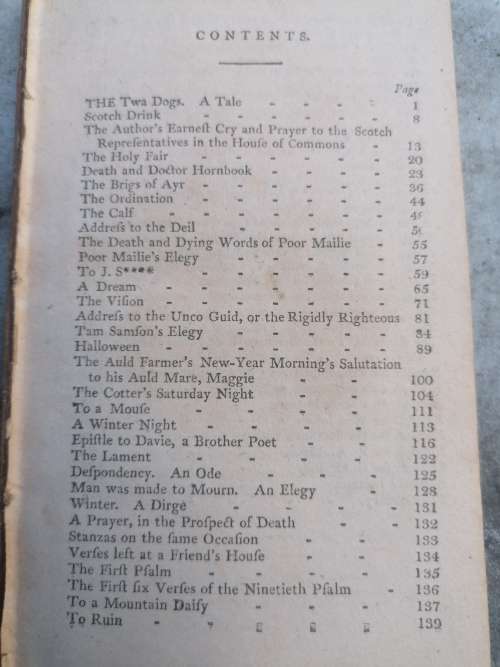 CONTENTS.
Page
THE Twa Dogs. A Tale - - - - 1
Scotch Drink - - - - - - 8
The Author's Earneſt Cry and Prayer to the Scotch
Repreſentatives in the Houſe of Commons - 13
The Holy Fair - - - - - - 20
Death and Doctor Hornbook - - - - 23
The Brigs of Ayr - - - - - - 36
The Ordination - - - - - - 44
The Calf - - - - - - - 49
Addreſs to the Deil - - - - - -
The Death and Dying Words of Poor Mailie - 55
Poor Mailie's Elegy - - - - - 57
To J. S**** - - - - - - 59
A Dream - - - - - - - 65
The Viſion - - - - - - - 71
Addreſs to the Unco Guid, or the Rigidly Righteous 81
Tam Samſon's Elegy - - - - - 84
Halloween - - - - - - - 89
The Auld Farmer's New-Year Morning's Salutation
to his Auld Mare, Maggie - - 100
The Cotter's Saturday Night - - - 104
To a Mouſe - - - - - 111
A Winter Night - - - - - 113
Epiſtle to Davie, a Brother Poet - - 116
The Lament - - - - - 122
Deſpondency. An Ode - - - - 125
Man was made to Mourn. An Elegy - 128
Winter. A Dirge - - - - 131
A Prayer, in the Proſpect of Death - - 132
Stanzas on the ſame Occaſion - - 133
Verſes left at a Friend's Houſe - - 134
The Firſt Pſalm - - - - - 135
The Firſt ſix Verſes of the Ninetieth Pſalm - 136
To a Mountain Daiſy - - - 137
To Ruin - - - - - 139